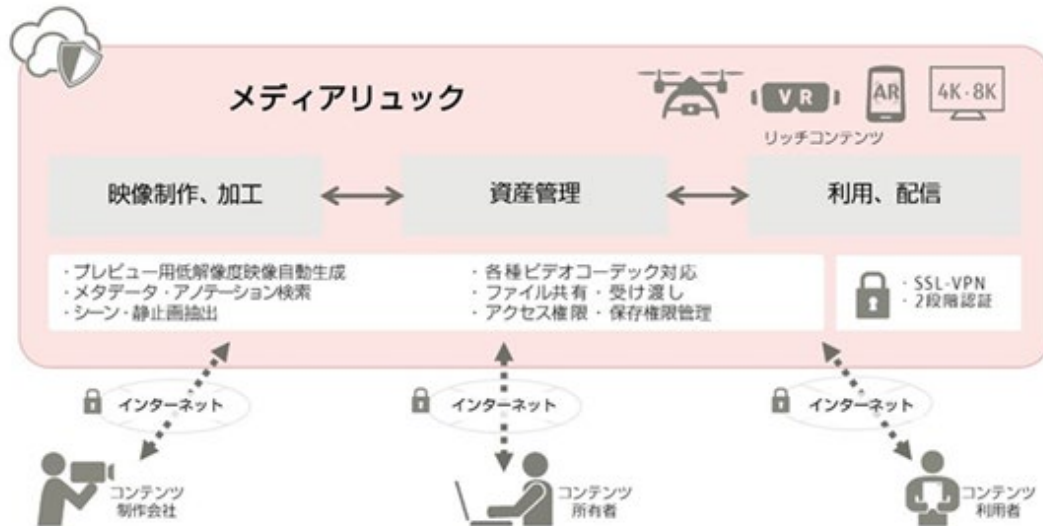 メディアリュック
VR
AR
4K・8K
リッチコンテンツ
映像制作、加工
資産管理
利用、配信
・プレビュー用低解像度映像自動生成
・メタデータ・アノテーション検索
・シーン・静止画抽出
・各種ビデオコーデック対応
・ファイル共有・受け渡し
・アクセス権限・保存権限管理
・SSL-VPN
・2段階認証
インターネット
インターネット
インターネット
コンテンツ
制作会社
コンテンツ
所有者
コンテンツ
利用者